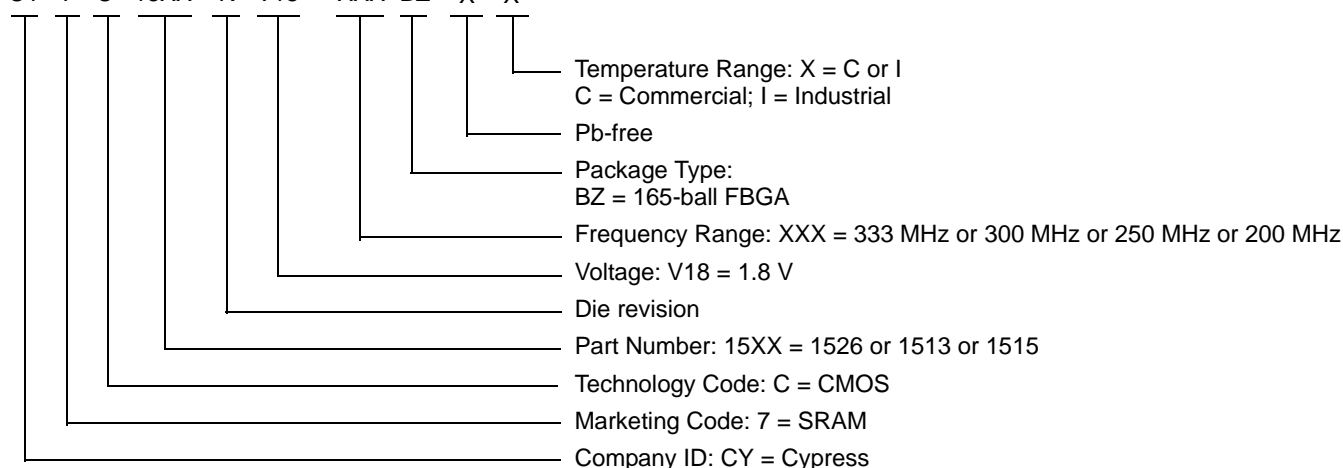 Temperature Range: X = C or I
C = Commercial; I = Industrial
Pb-free
Package Type:
BZ = 165-ball FBGA
Frequency Range: XXX = 333 MHz or 300 MHz or 250 MHz or 200 MHz
Voltage: V18 = 1.8 V
Die revision
Part Number: 15XX = 1526 or 1513 or 1515
Technology Code: C = CMOS
Marketing Code: 7 = SRAM
Company ID: CY = Cypress